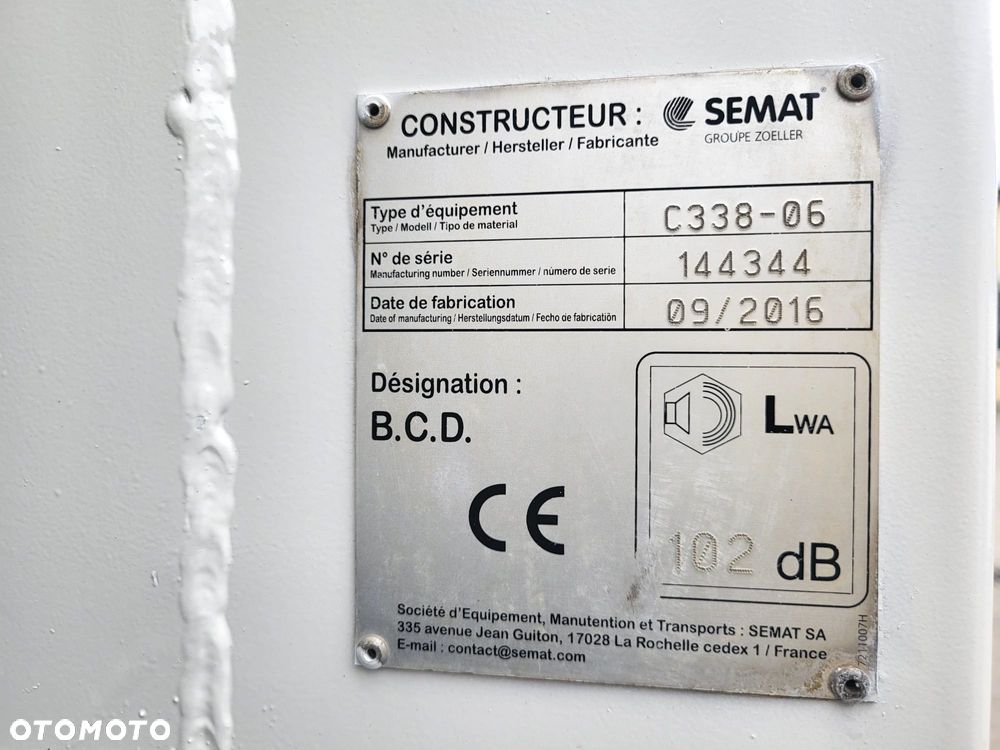 CONSTRUCTEUR : SEMAT®
Manufacturer / Hersteller / Fabricante GROUPE ZOELLER
Type d'équipement C338-06
Type / Modell / Tipo de material
N° de série 144344
Manufacturing number / Seriennummer / número de serie
Date de fabrication 09/2016
Date of manufacturing / Herstellungsdatum / Fecho de fabricatiön
Désignation :
B.C.D.
LWA
CE
102 dB
Société d'Equipement, Manutention et Transports : SEMAT SA
335 avenue Jean Guiton, 17028 La Rochelle cedex 1 / France
E-mail : contact@semat.com
7211007H
OTOMOTO